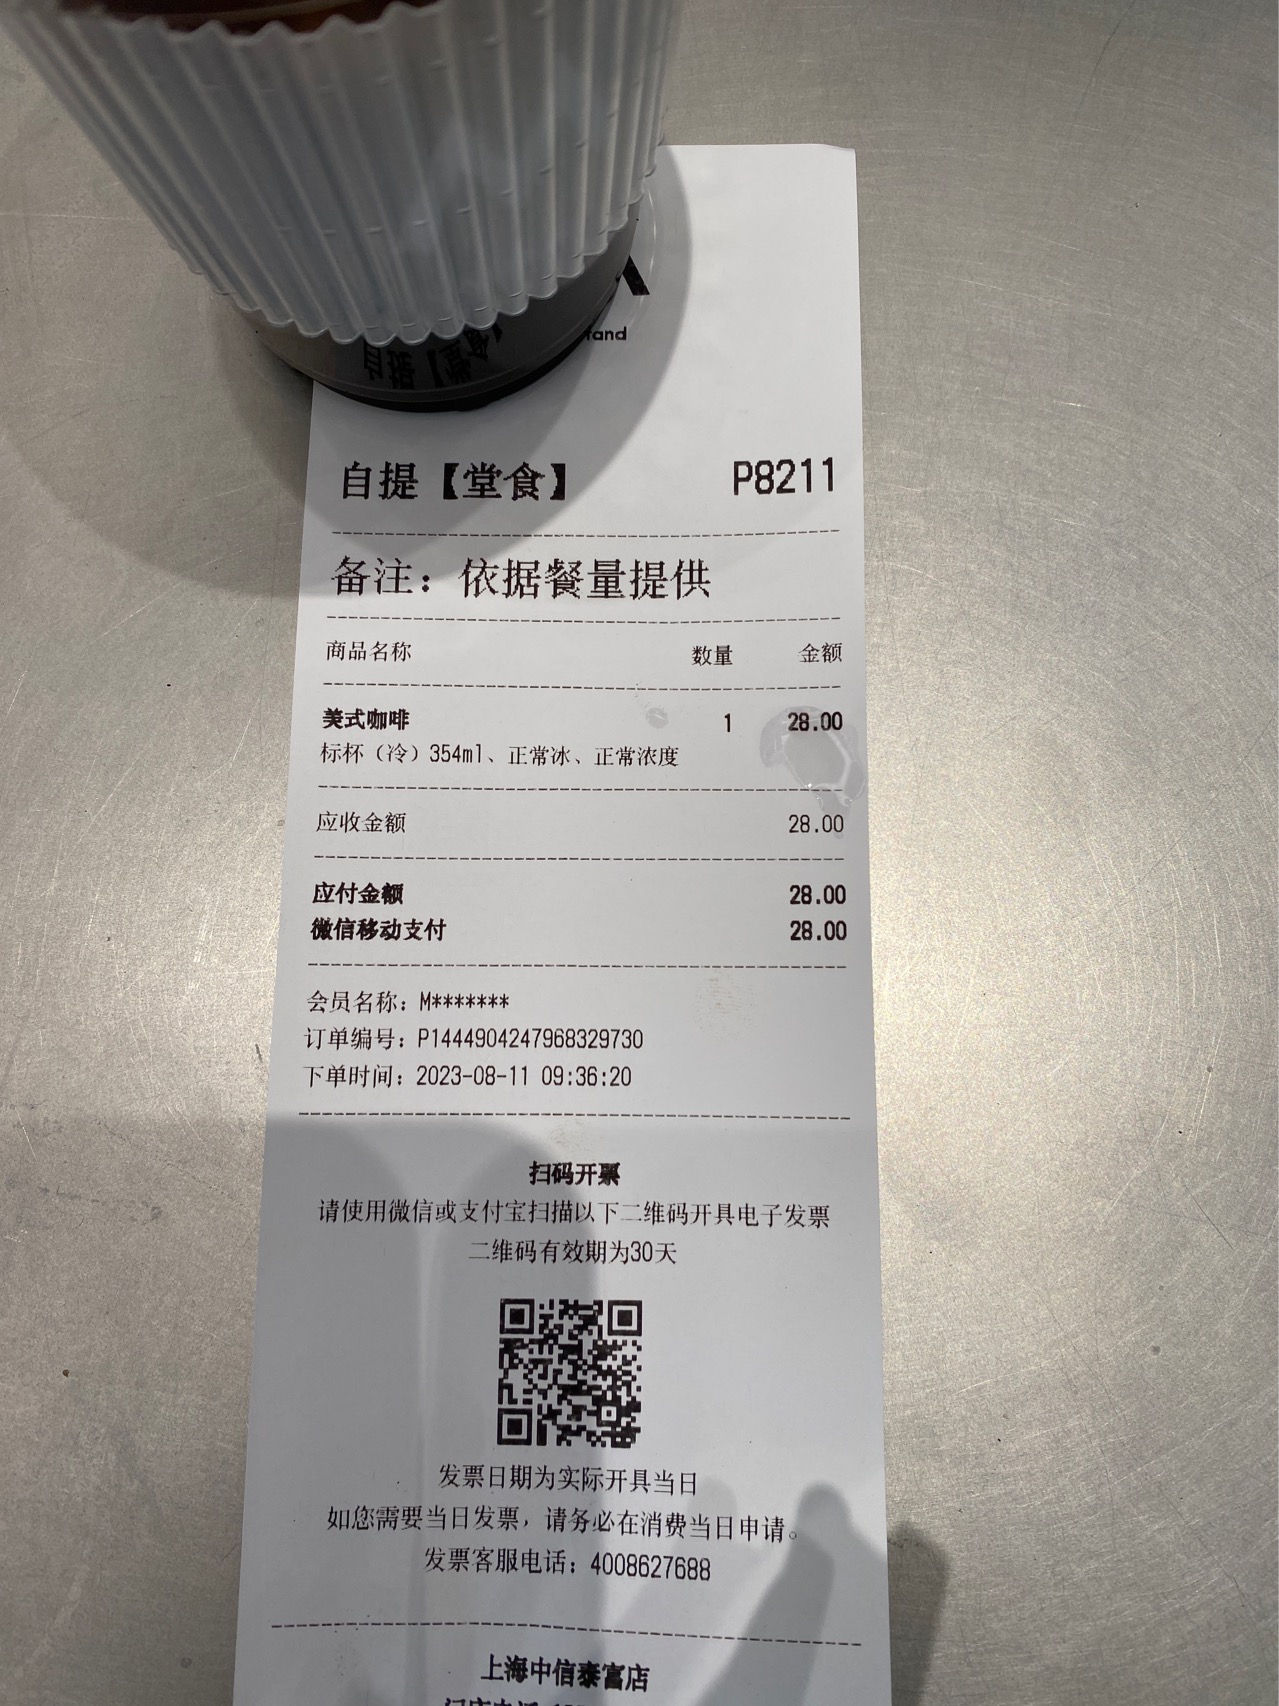 and
自提【堂食】 P8211
备注：依据餐量提供
商品名称 数量 金额
美式咖啡 1 28.00
标杯（冷）354ml、正常冰、正常浓度
应收金额 28.00
应付金额 28.00
微信移动支付 28.00
会员名称：M*******
订单编号：P1444904247968329730
下单时间：2023-08-11 09:36:20
扫码开票
请使用微信或支付宝扫描以下二维码开具电子发票
二维码有效期为30天
发票日期为实际开具当日
如您需要当日发票，请务必在消费当日申请。
发票客服电话：4008627688
上海中信泰富店